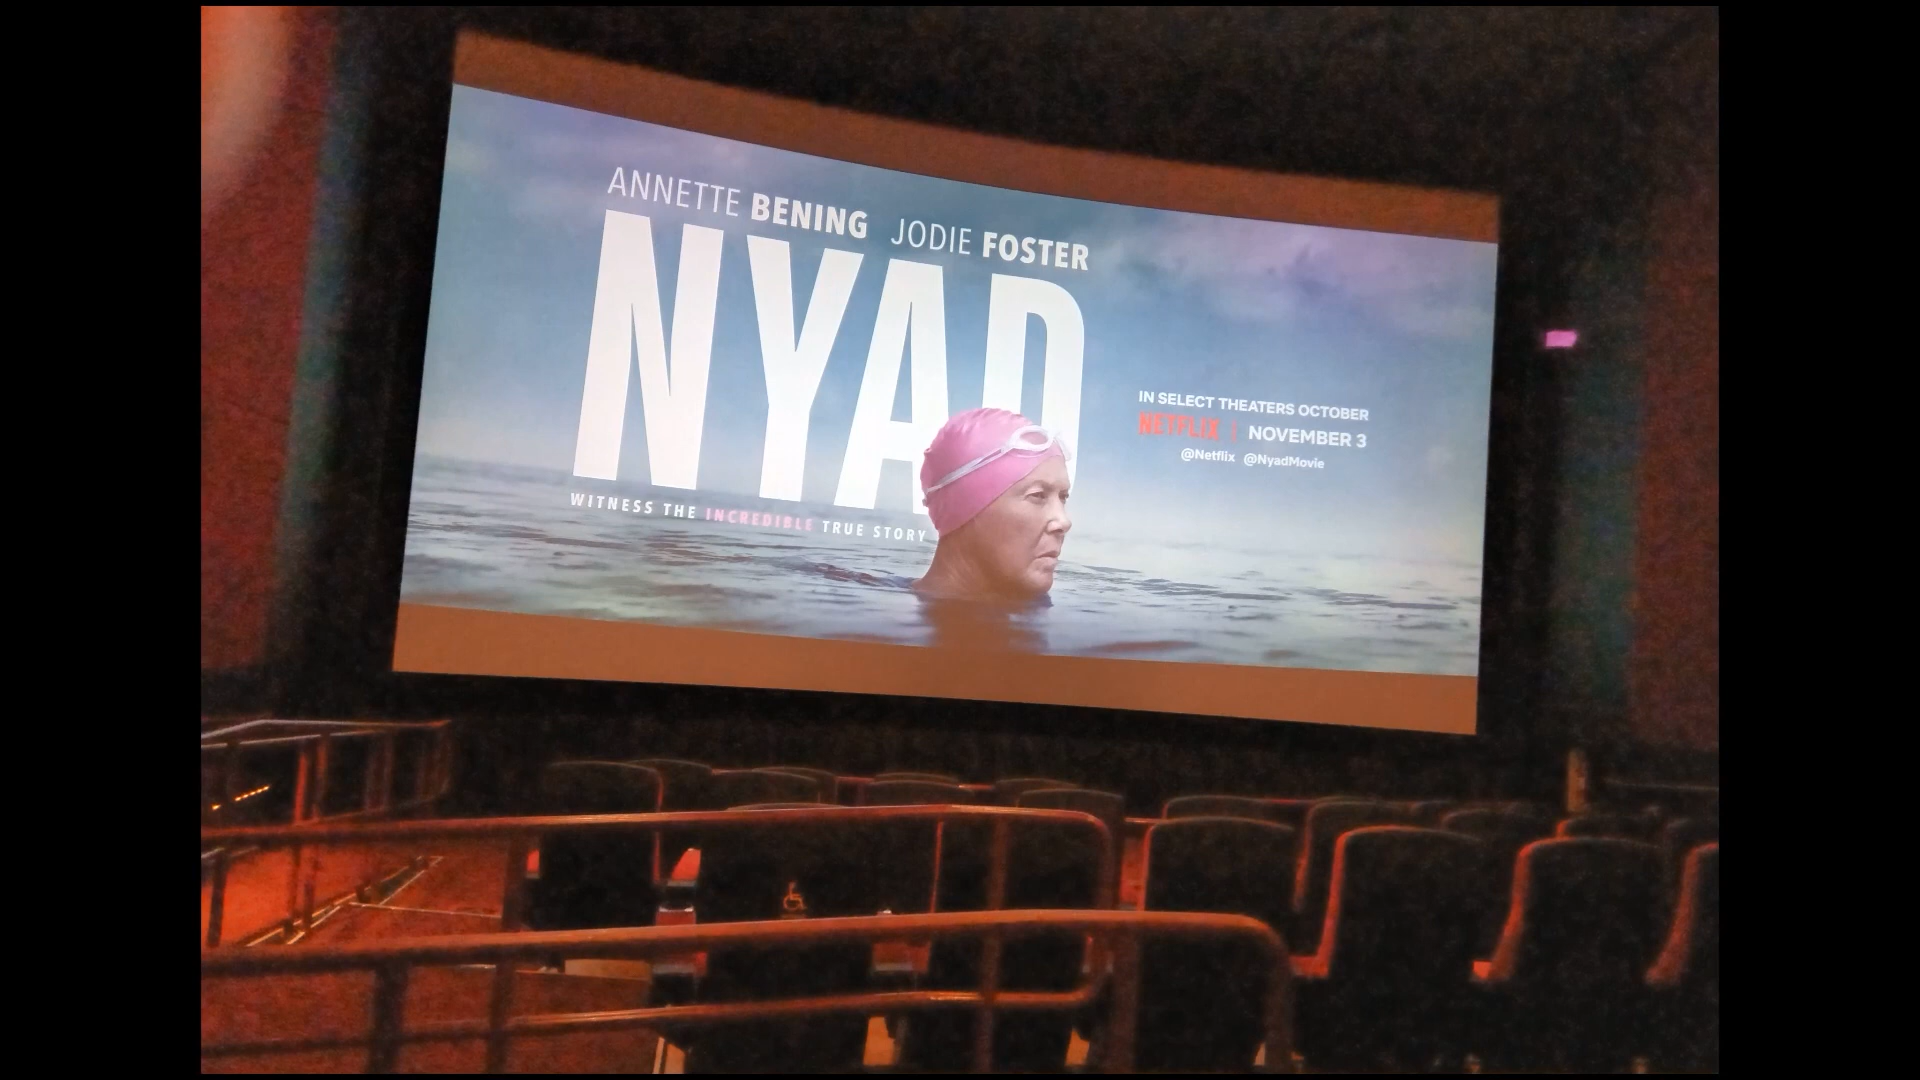 ANNETTE BENING JODIE FOSTER
NYAD
WITNESS THE INCREDIBLE TRUE STORY
IN SELECT THEATERS OCTOBER
NETFLIX | NOVEMBER 3
@Netflix @NyadMovie